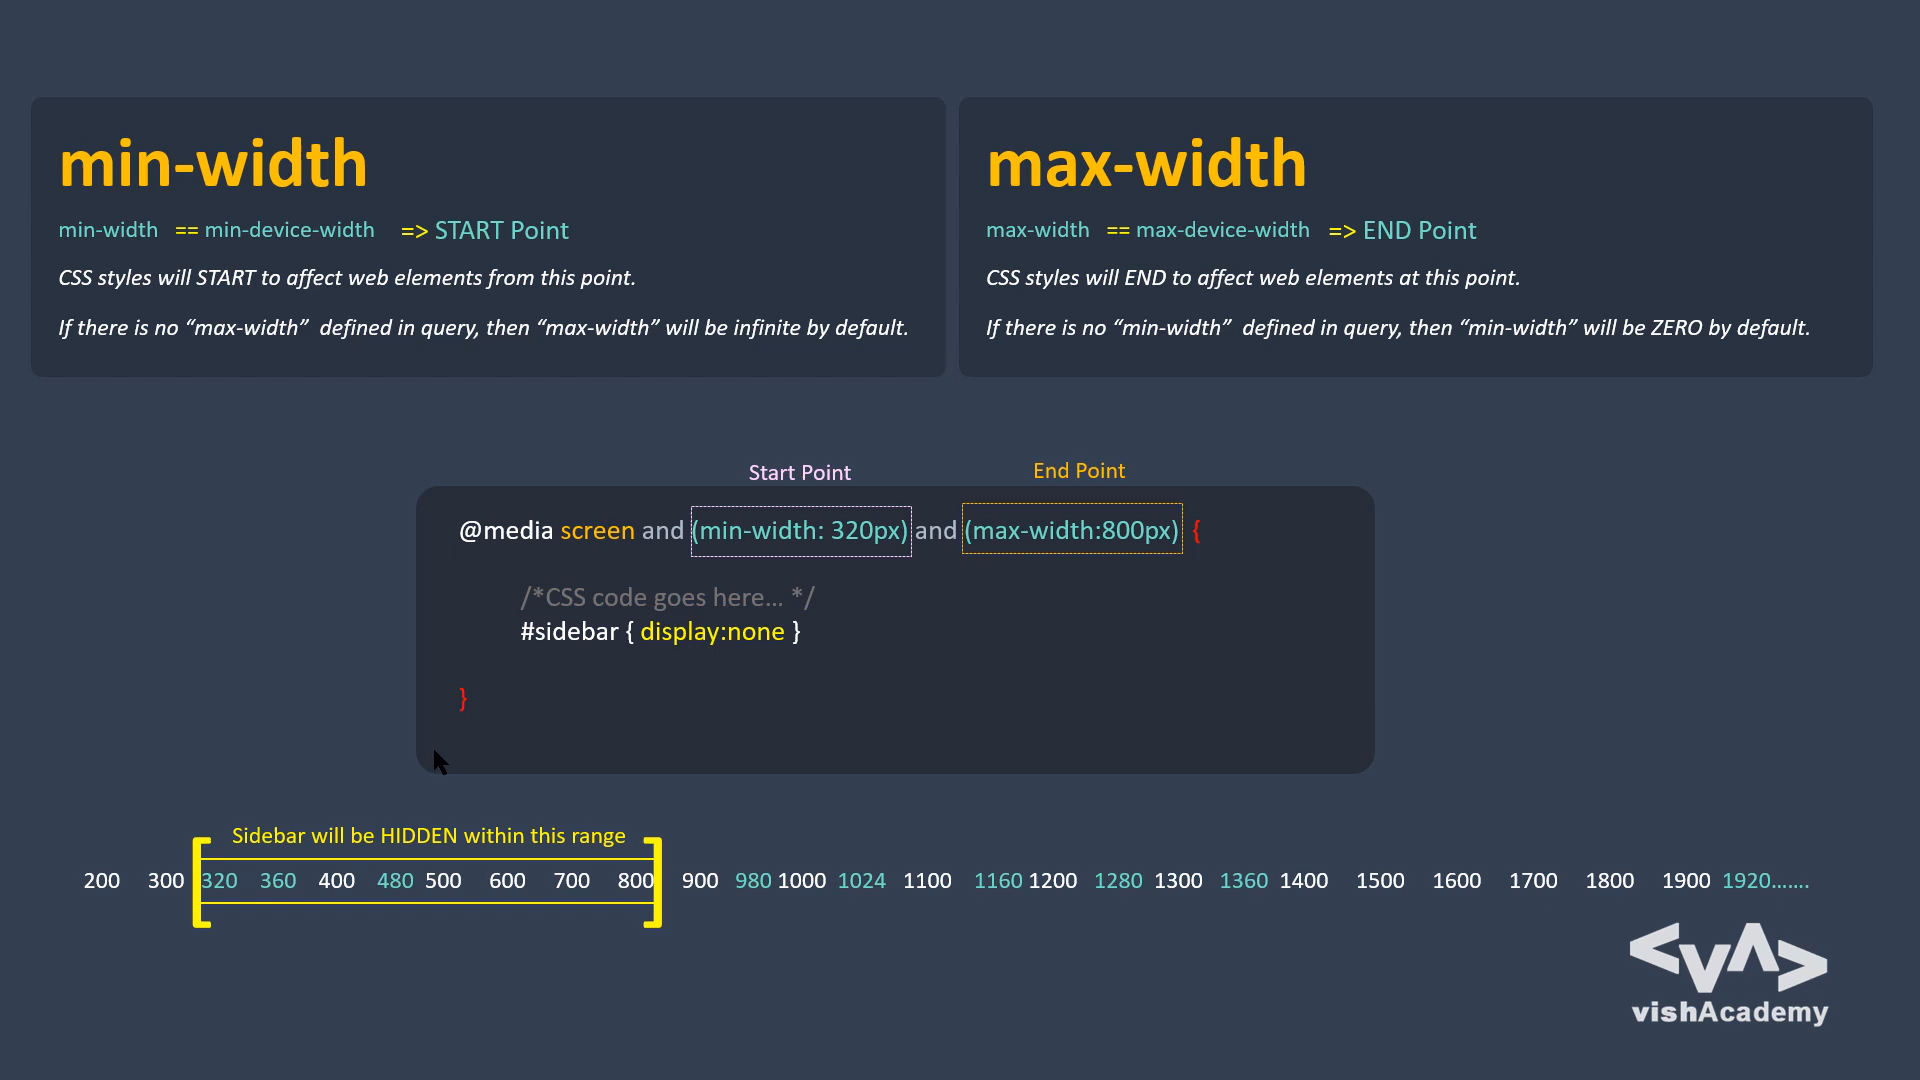 min-width
min-width == min-device-width => START Point
CSS styles will START to affect web elements from this point.
If there is no “max-width” defined in query, then “max-width” will be infinite by default.
max-width
max-width == max-device-width => END Point
CSS styles will END to affect web elements at this point.
If there is no “min-width” defined in query, then “min-width” will be ZERO by default.
Start Point
End Point
@media screen and (min-width: 320px) and (max-width:800px) {
/*CSS code goes here... */
#sidebar { display:none }
}
Sidebar will be HIDDEN within this range
200 300 320 360 400 480 500 600 700 800 900 980 1000 1024 1100 1160 1200 1280 1300 1360 1400 1500 1600 1700 1800 1900 1920.......
<VA>
vishAcademy